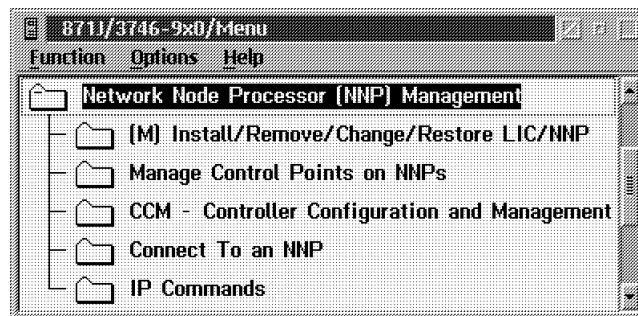 871J/3746-9x0/Menu
Function Options Help
Network Node Processor (NNP) Management
(M) Install/Remove/Change/Restore LIC/NNP
Manage Control Points on NNPs
CCM - Controller Configuration and Management
Connect To an NNP
IP Commands